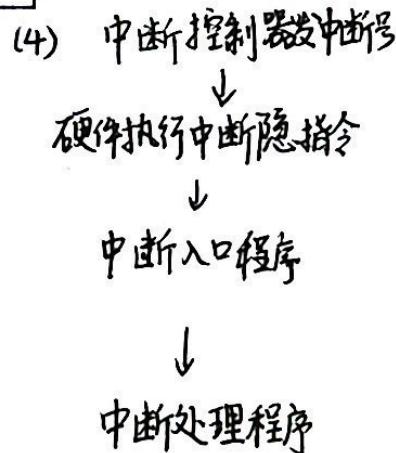 (4) 中断控制器发中断号
↓
硬件执行中断隐指令
↓
中断入口程序
↓
中断处理程序